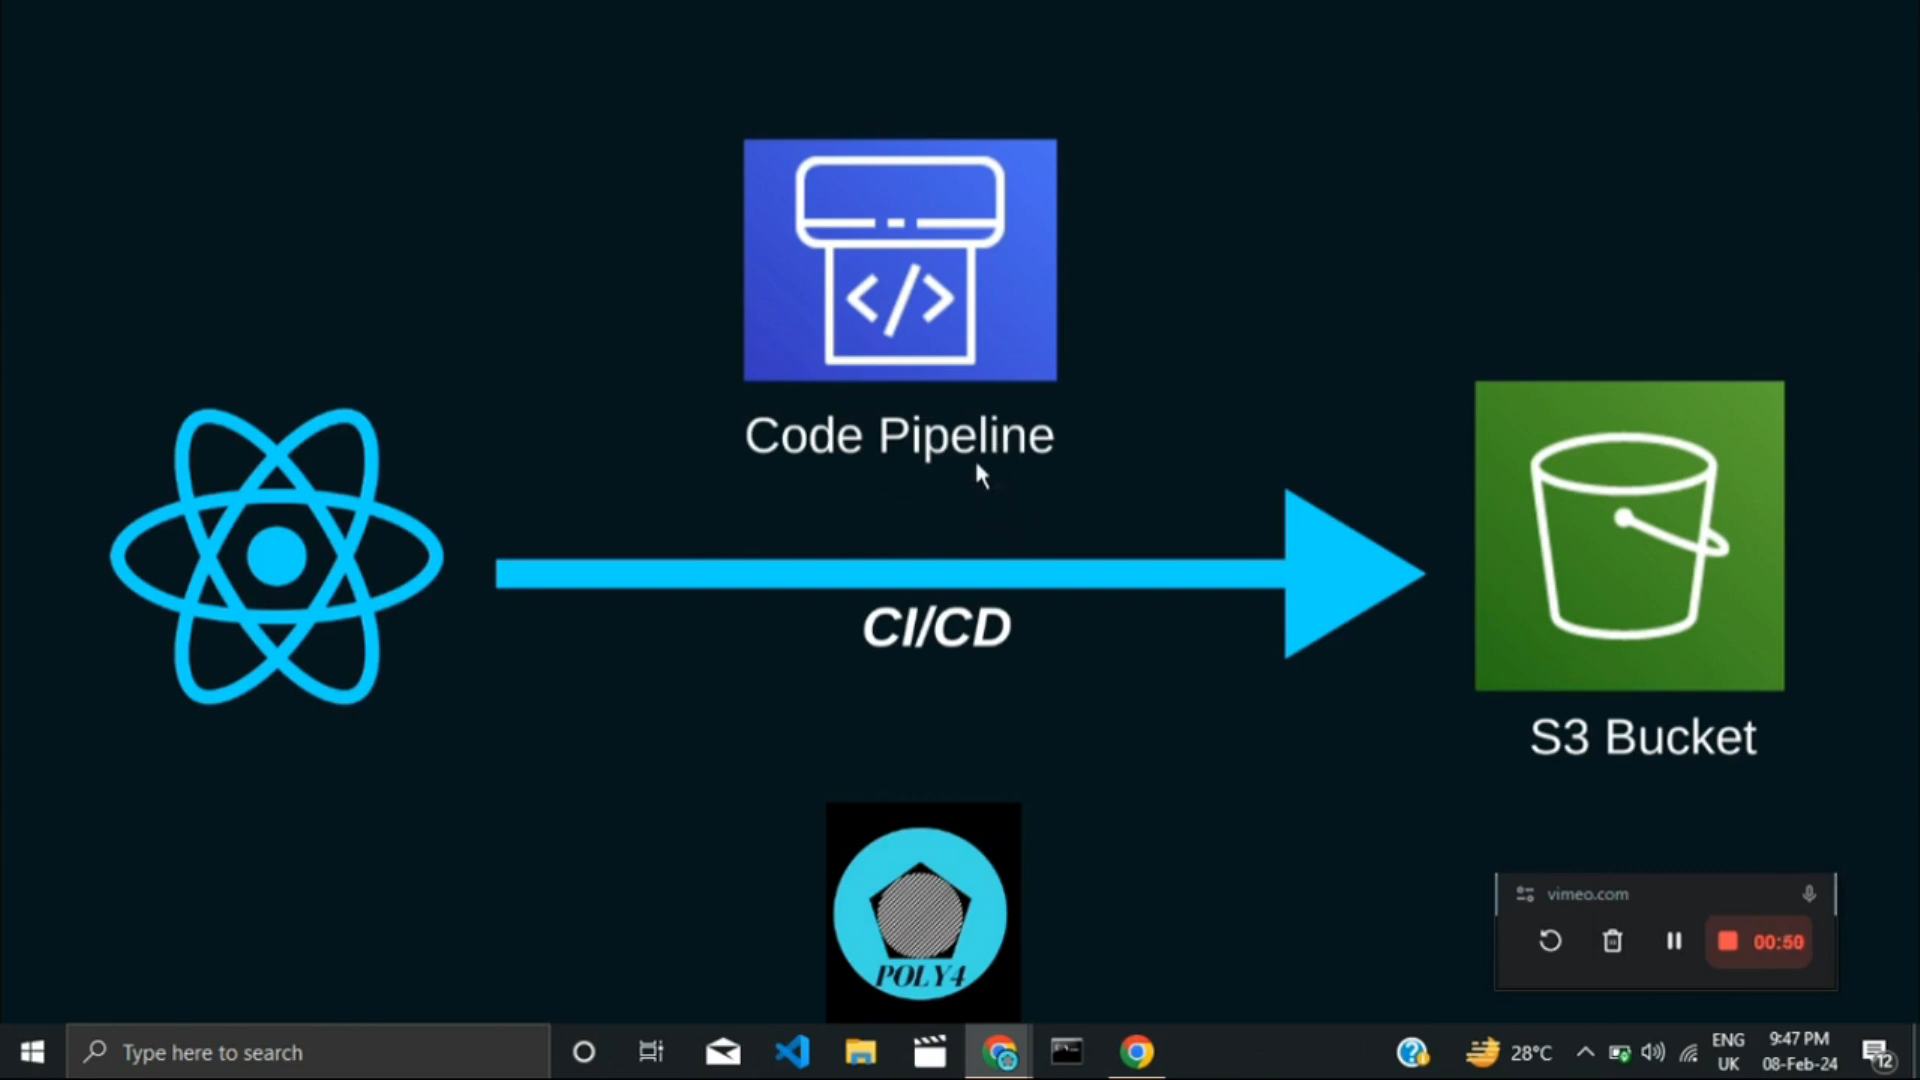 </>
Code Pipeline
CI/CD
S3 Bucket
POLY4
vimeo.com
00:50
Type here to search
28°C
ENG
UK
9:47 PM
08-Feb-24
12